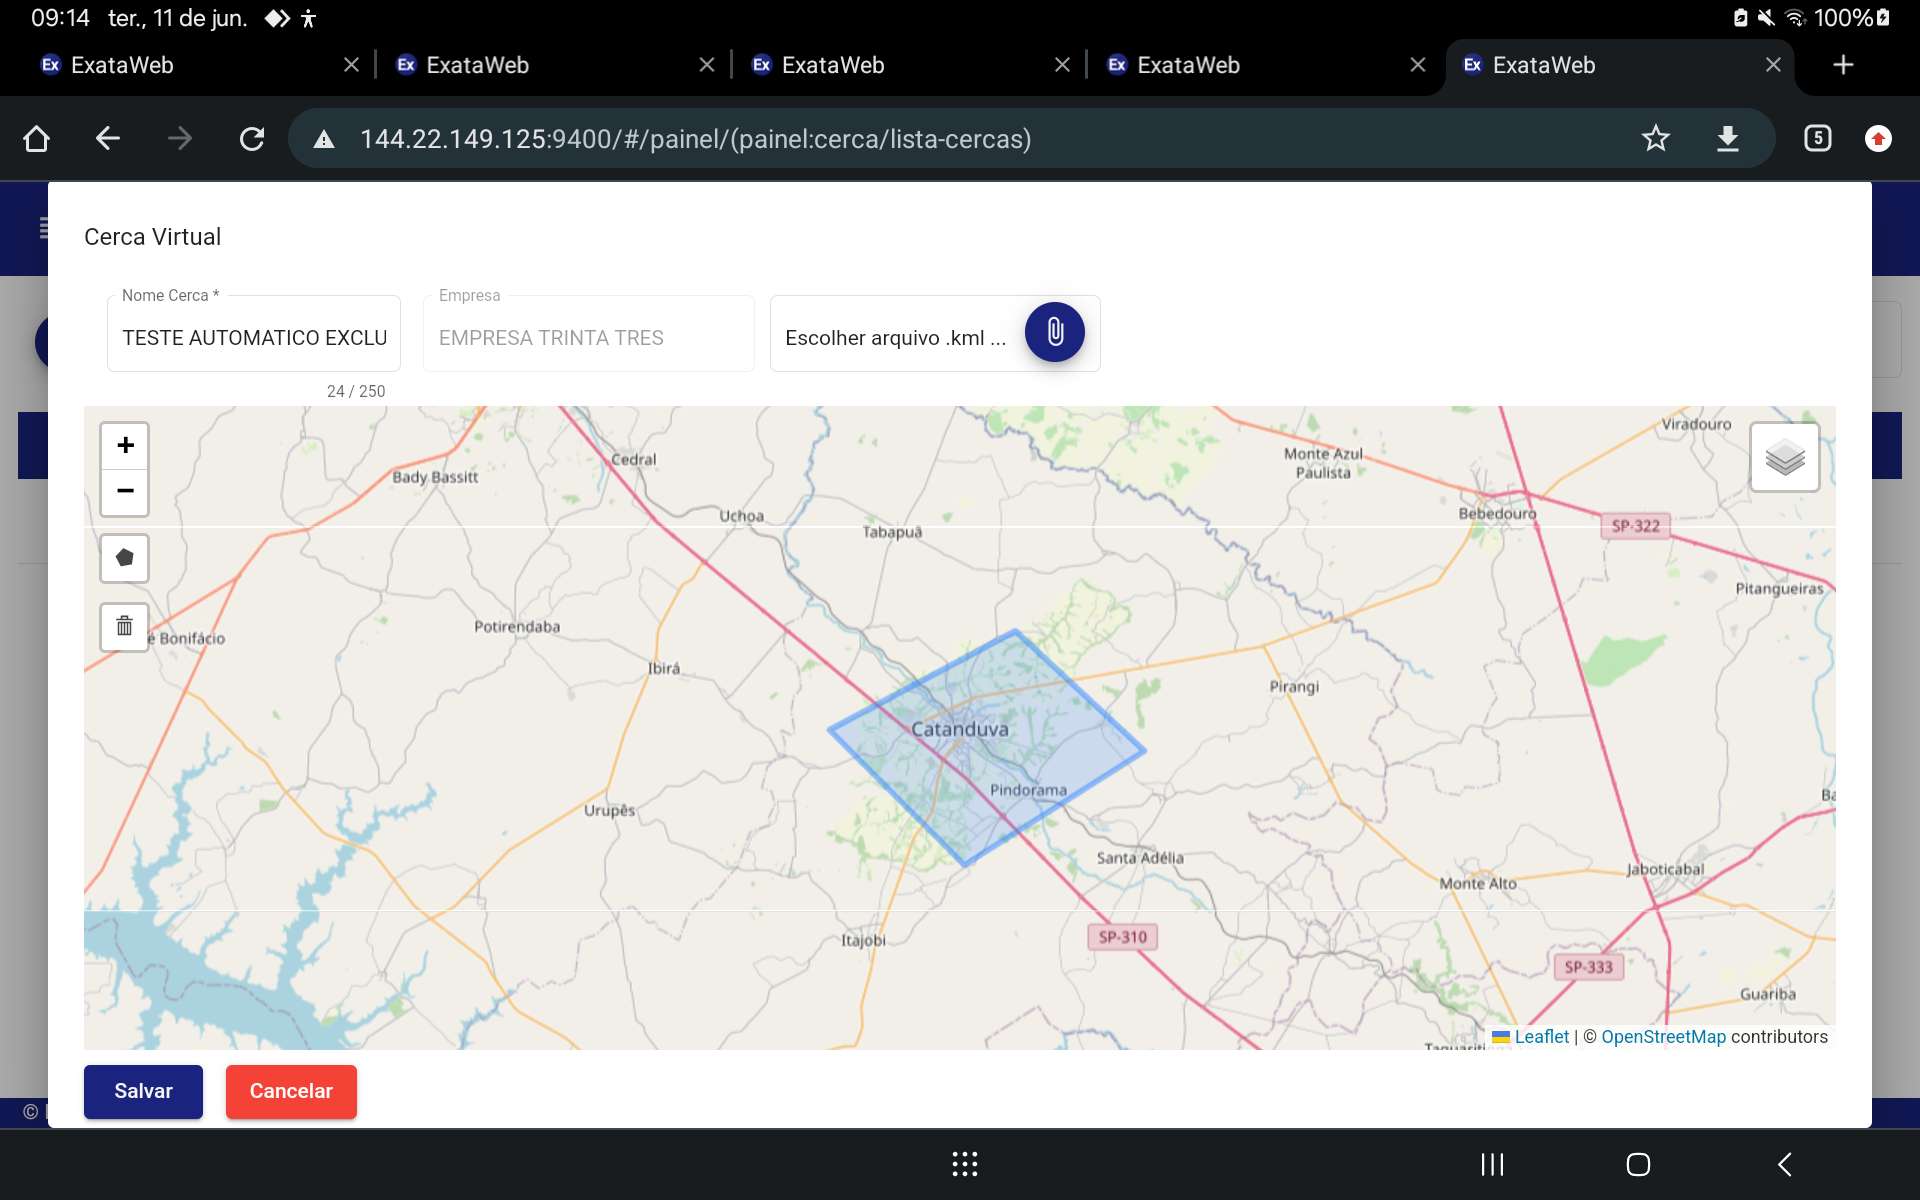 09:14 ter., 11 de jun. 100%
Ex ExataWeb Ex ExataWeb Ex ExataWeb Ex ExataWeb Ex ExataWeb
144.22.149.125:9400/#/painel/(painel:cerca/lista-cercas) 5
Cerca Virtual
Nome Cerca * Empresa
TESTE AUTOMATICO EXCLU EMPRESA TRINTA TRES Escolher arquivo .kml ...
24 / 250
Viradouro
+
Cedral
Monte Azul
Paulista
Bady Bassitt
−
Uchoa
Bebedouro
SP-322
Tabapuã
Pitangueiras
Potirendaba
é Bonifácio
Ibirá
Pirangi
Catanduva
Pindorama
Ba
Urupês
Santa Adélia
Jaboticabal
Monte Alto
Itajobi
SP-310
SP-333
Guariba
Leaflet | © OpenStreetMap contributors
Salvar Cancelar
©